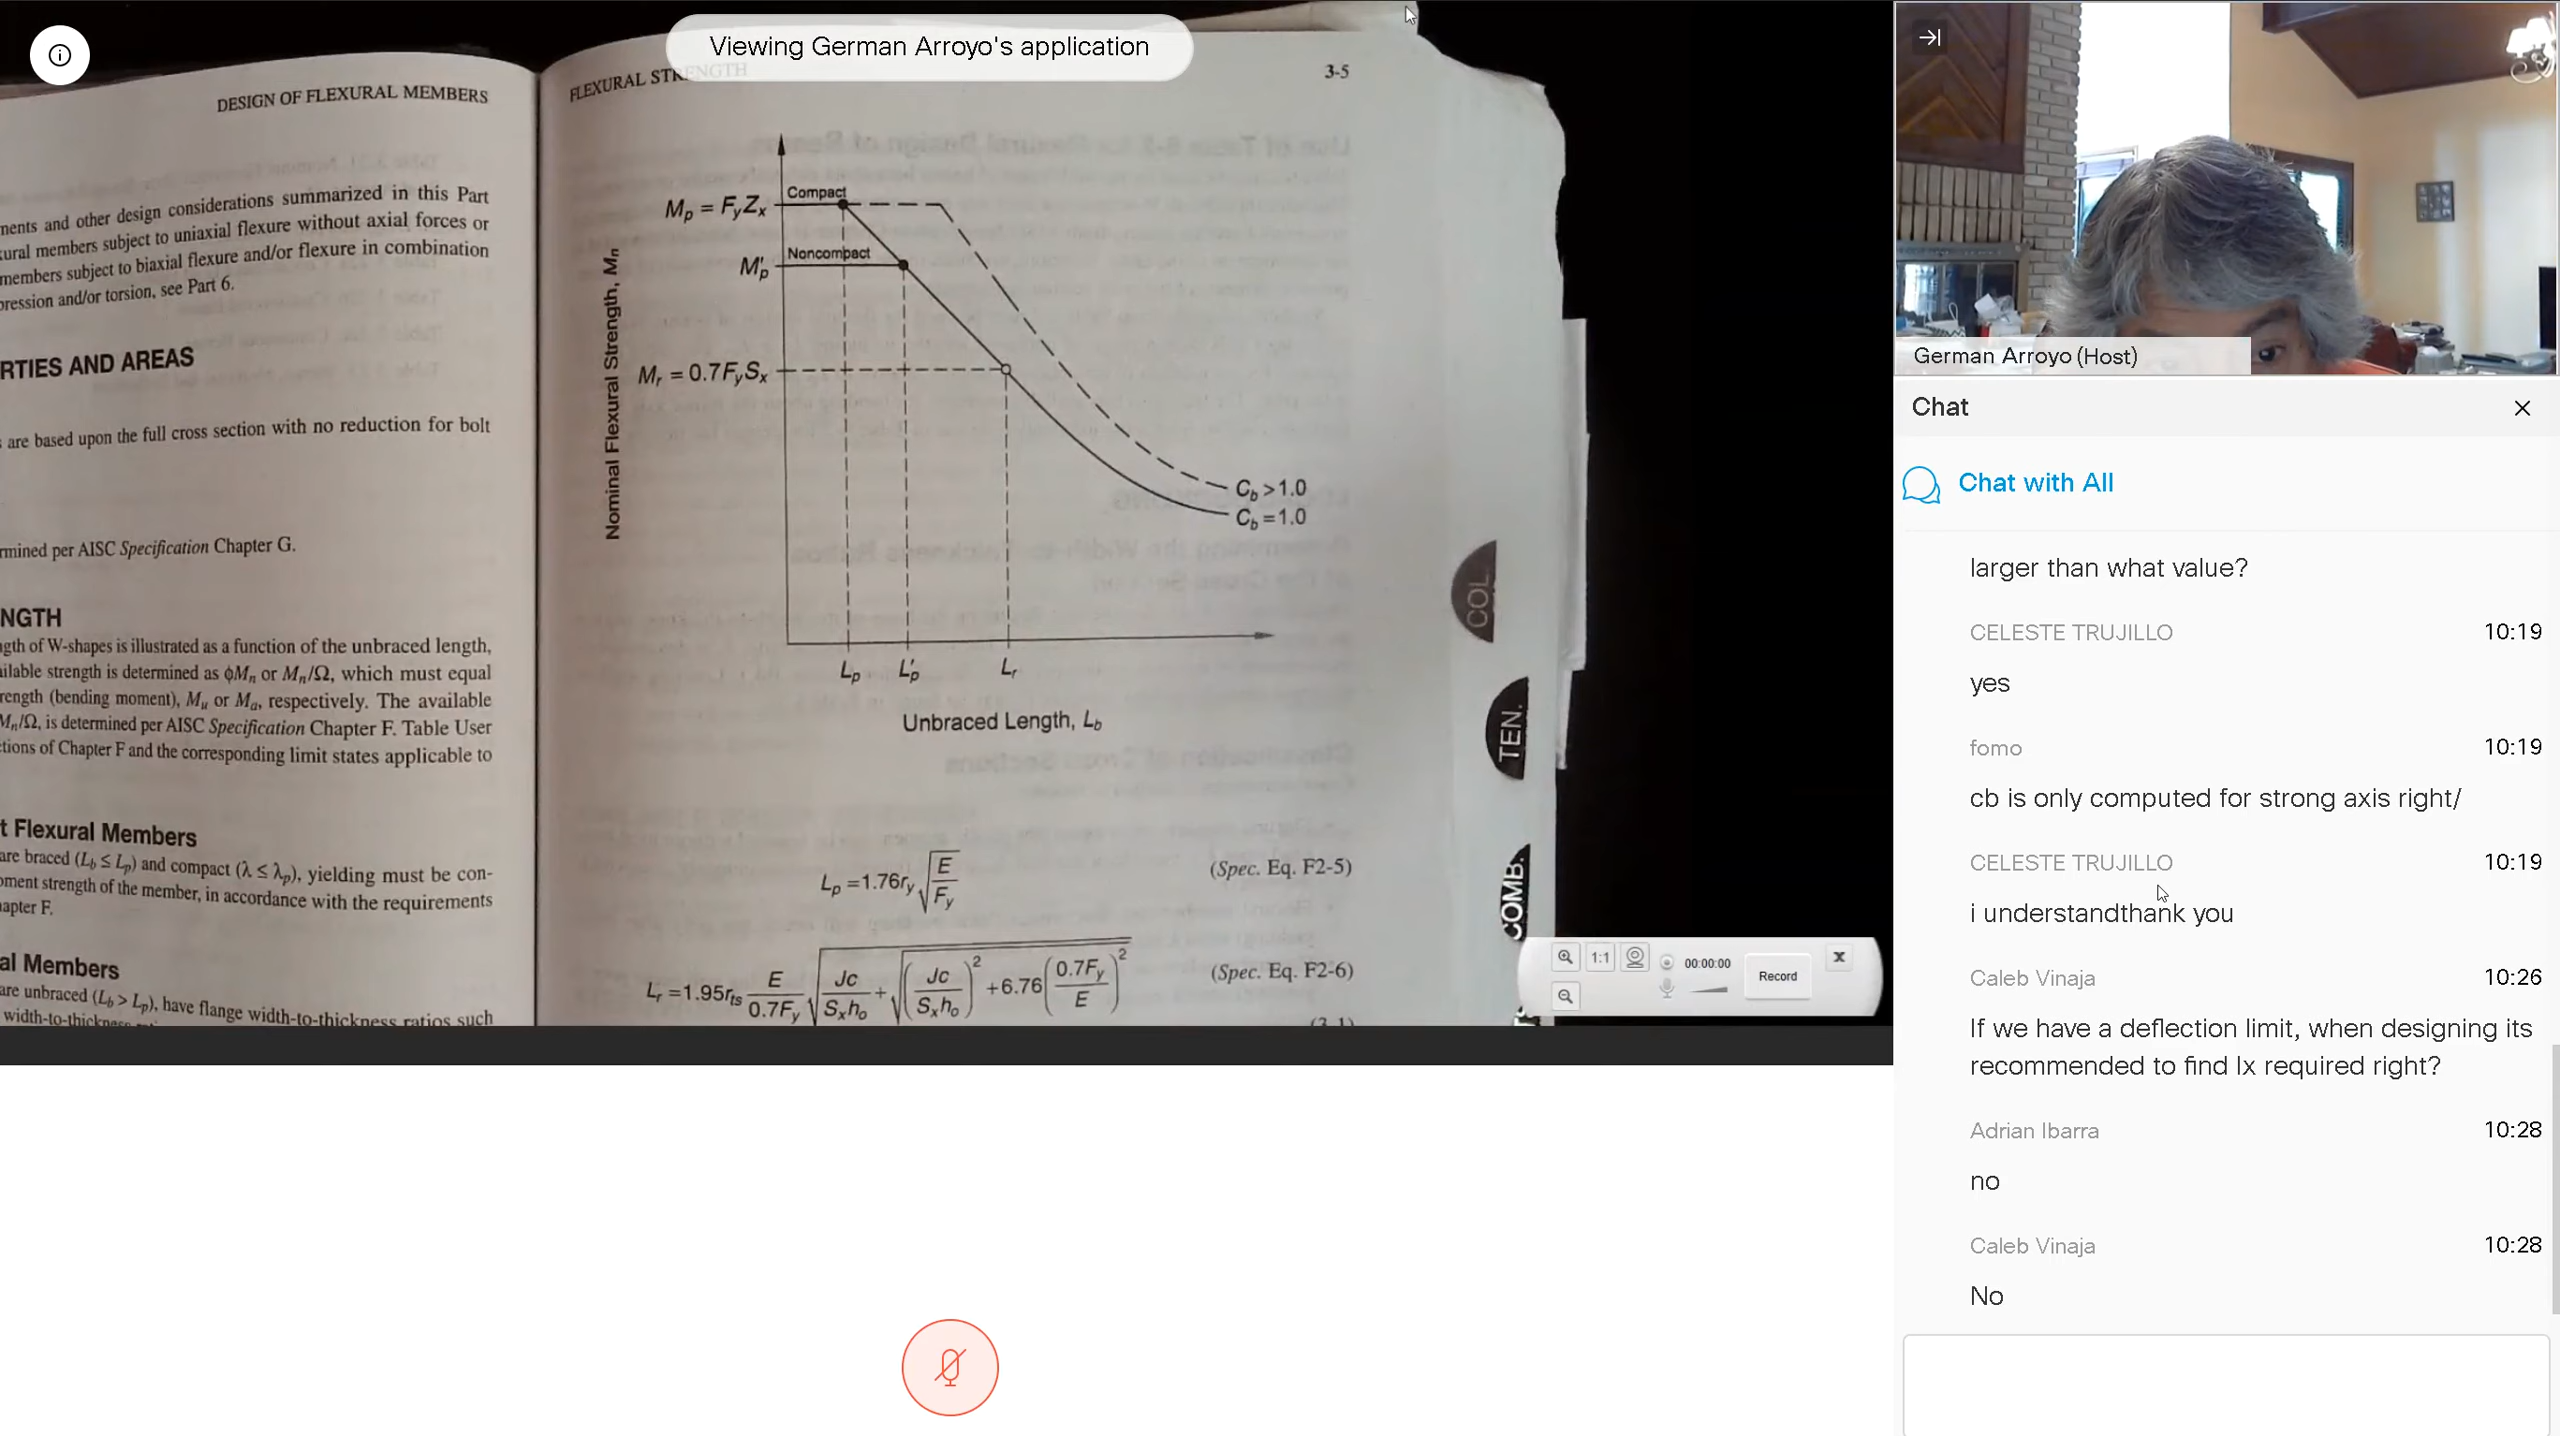 Viewing German Arroyo's application
DESIGN OF FLEXURAL MEMBERS
ments and other design considerations summarized in this Part
members subject to uniaxial flexure without axial forces or
members subject to biaxial flexure and/or flexure in combination
and/or torsion, see Part 6.
AND AREAS
are based upon the full cross section with no reduction for bolt
per AISC Specification Chapter G.
of W-shapes is illustrated as a function of the unbraced length,
strength is determined as ϕMn or Mn/Ω, which must equal
(bending moment), Mu or Ma, respectively. The available
Mn/Ω, is determined per AISC Specification Chapter F. Table User
of Chapter F and the corresponding limit states applicable to
Flexural Members
are braced (Lb ≤ Lp) and compact (λ ≤ λp), yielding must be con-
strength of the member, in accordance with the requirements
F.
Members
are unbraced (Lb > Lp), have flange width-to-thickness ratios such
width-to-thickness
FLEXURAL STRENGTH
3-5
Nominal Flexural Strength, Mn
Compact
Mp = FyZx
Noncompact
M'p
Mr = 0.7FySx
Cb >1.0
Cb =1.0
Lp L'p Lr
Unbraced Length, Lb
Lp =1.76ry √(E/Fy) (Spec. Eq. F2-5)
Lr =1.95rts E/0.7Fy √(Jc/Sxho + √((Jc/Sxho)² +6.76(0.7Fy/E)²)) (Spec. Eq. F2-6)
COL.
TEN.
COMB.
1:1
00:00:00
Record
X
German Arroyo (Host)
Chat
Chat with All
larger than what value?
CELESTE TRUJILLO 10:19
yes
fomo 10:19
cb is only computed for strong axis right/
CELESTE TRUJILLO 10:19
i understandthank you
Caleb Vinaja 10:26
If we have a deflection limit, when designing its
recommended to find Ix required right?
Adrian Ibarra 10:28
no
Caleb Vinaja 10:28
No